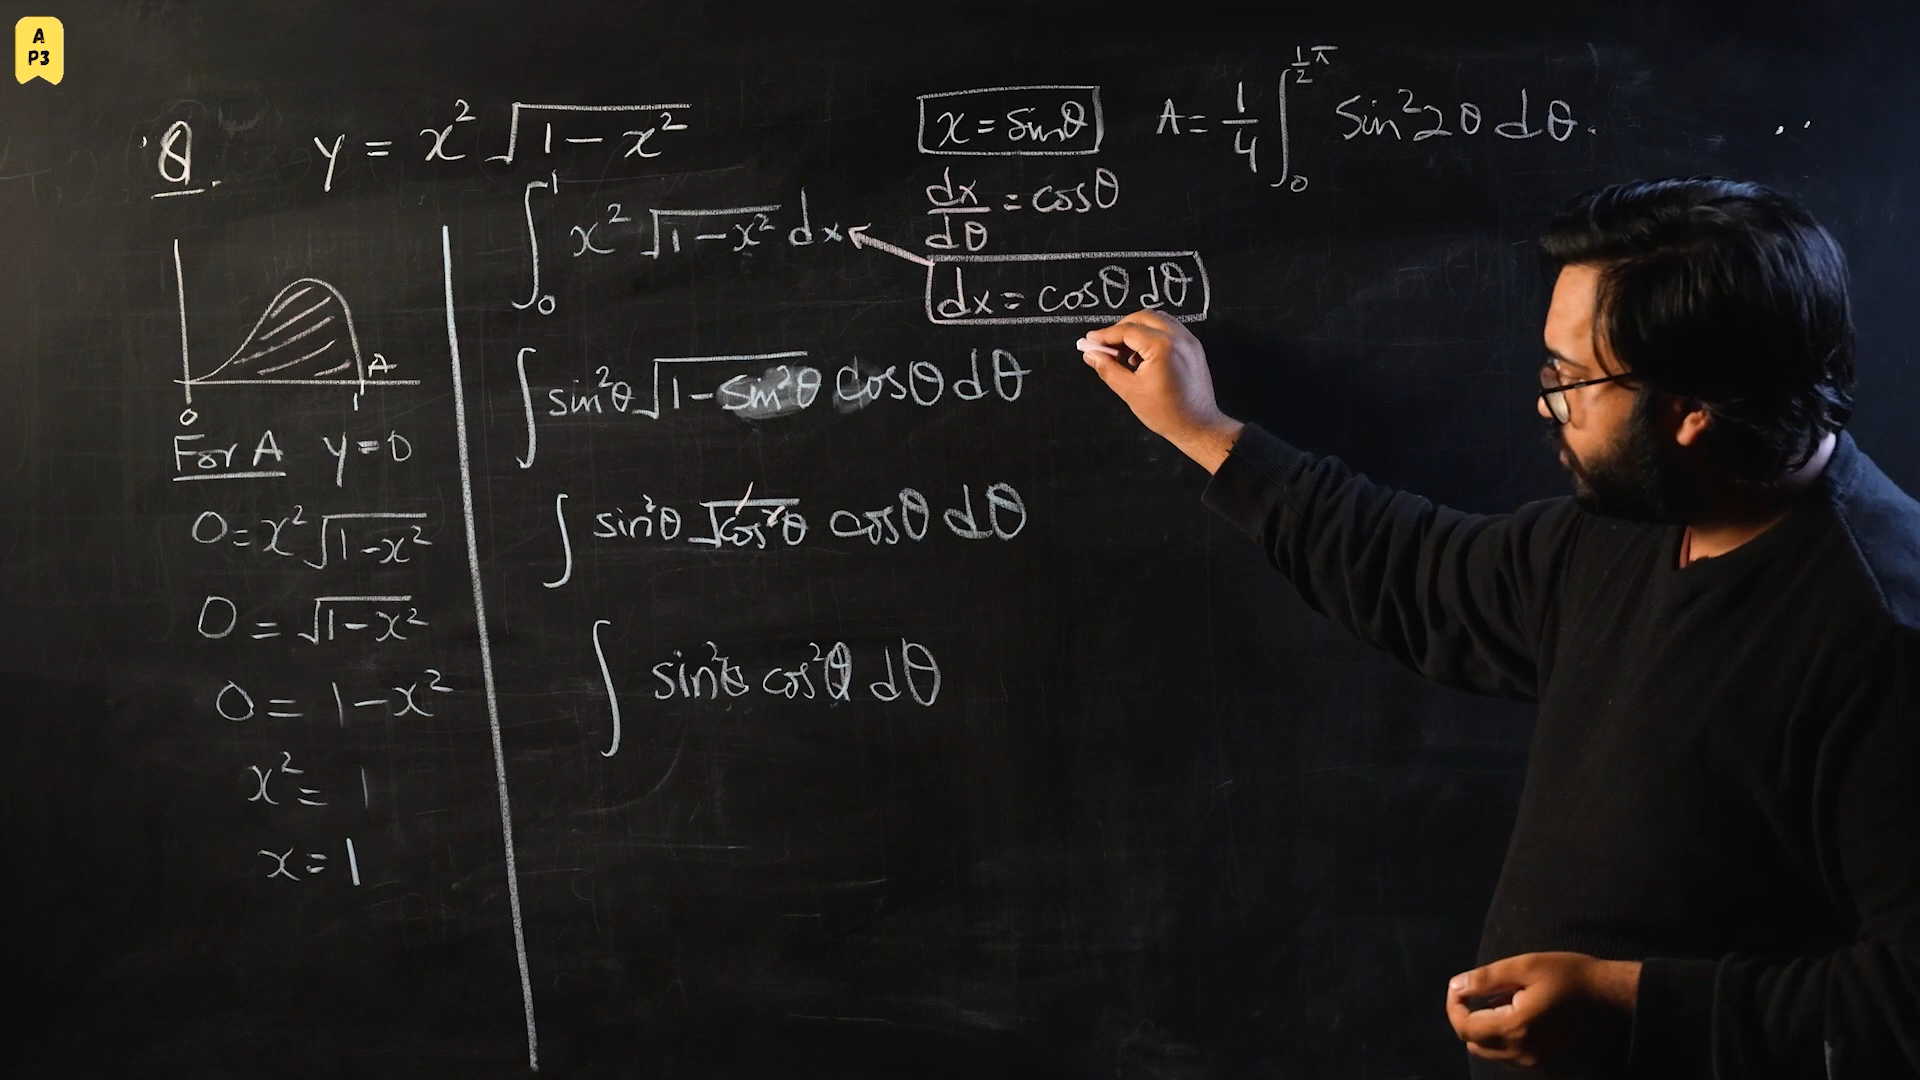 A
P3
Q. y = x² √(1 - x²)
0
1
A
For A y = 0
0 = x² √(1 - x²)
0 = √(1 - x²)
0 = 1 - x²
x² = 1
x = 1
∫₀¹ x² √(1 - x²) dx
∫ sin²θ √(1 - sin²θ) cosθ dθ
∫ sin²θ √(cos²θ) cosθ dθ
∫ sin²θ cos²θ dθ
x = sinθ
dx/dθ = cosθ
dx = cosθ dθ
A = 1/4 ∫₀^(1/2 π) sin²2θ dθ.